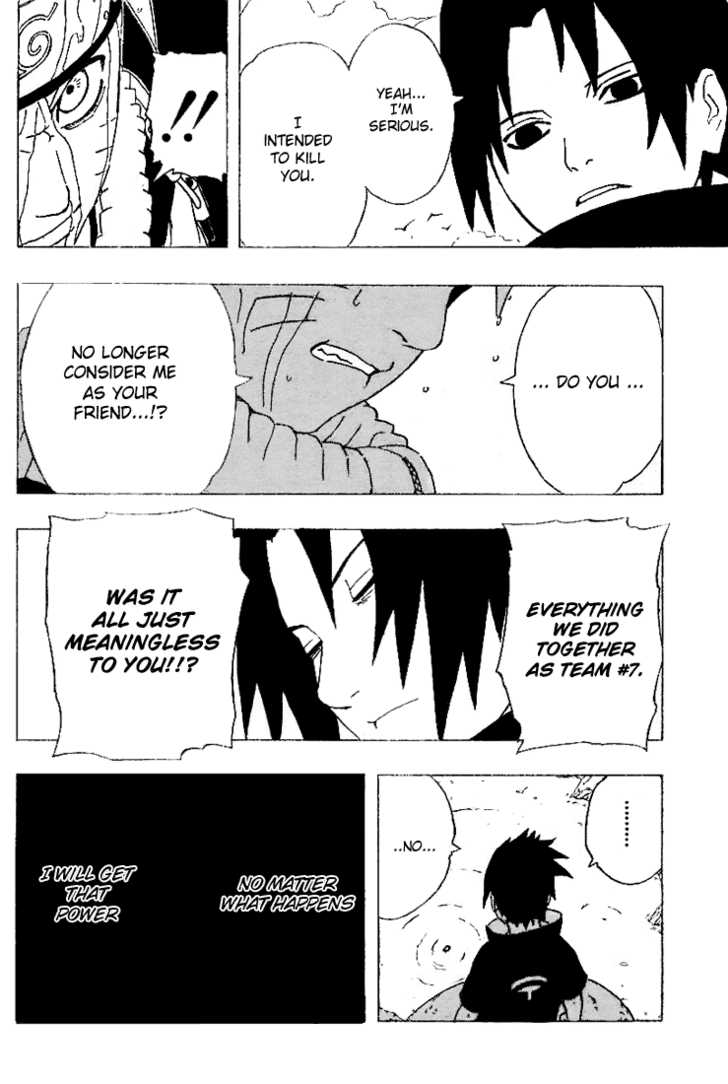 YEAH...
I'M
SERIOUS.
I
INTENDED
TO KILL
YOU.
!!
... DO YOU ...
NO LONGER
CONSIDER ME
AS YOUR
FRIEND...!?
EVERYTHING
WE DID
TOGETHER
AS TEAM #7.
WAS IT
ALL JUST
MEANINGLESS
TO YOU!!?
.........
..NO...
NO MATTER
WHAT HAPPENS
I WILL GET
THAT
POWER